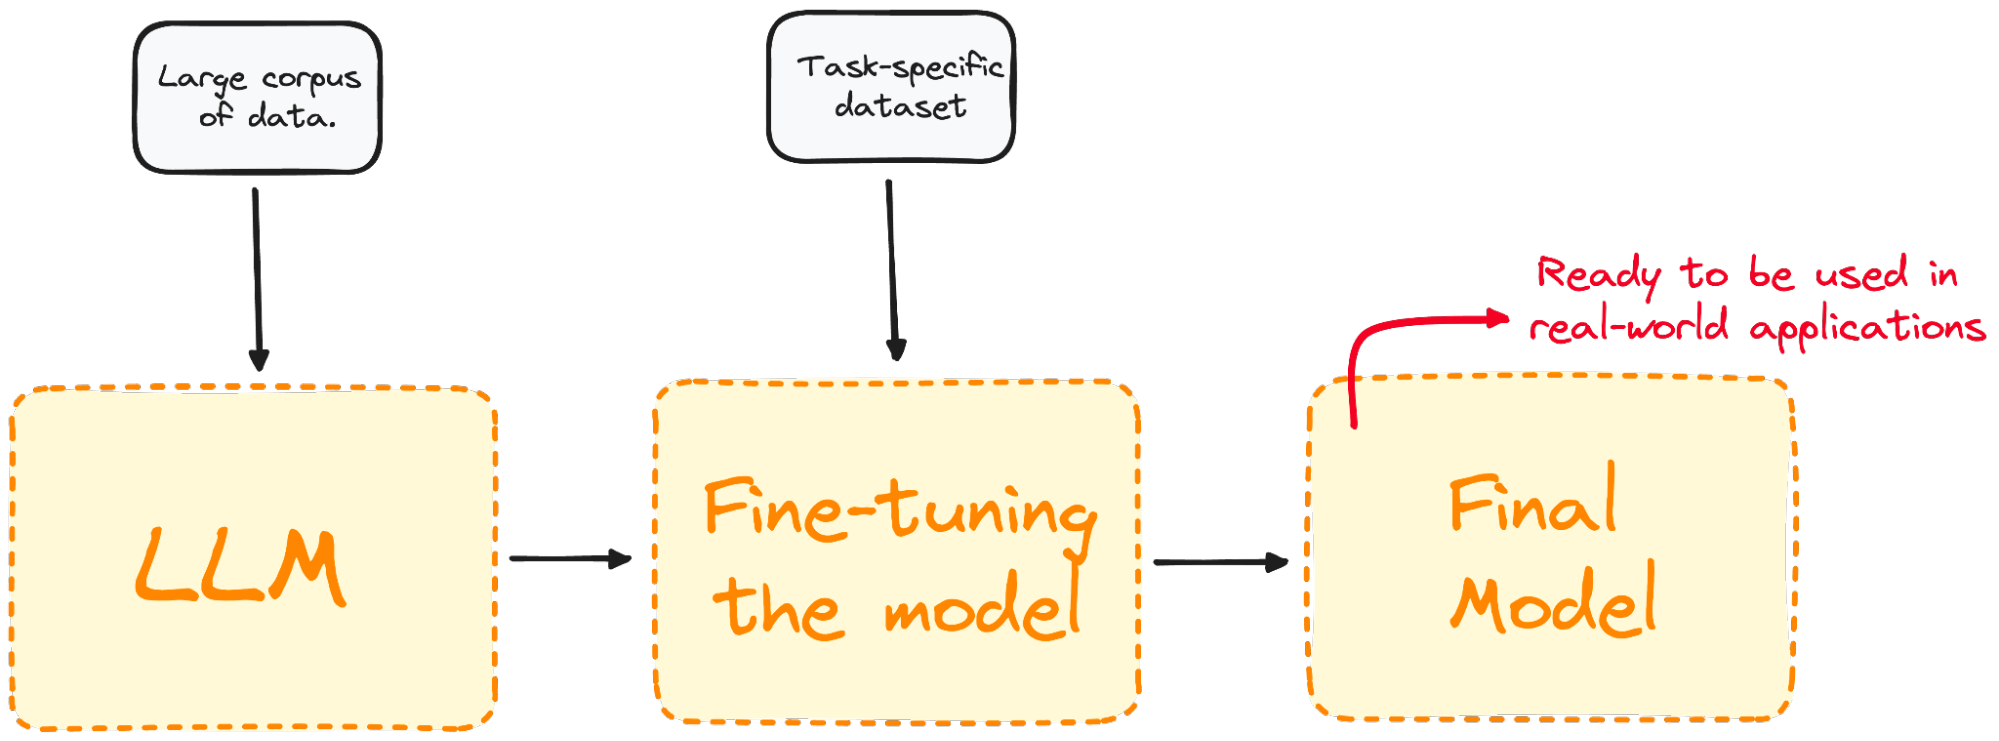 Large corpus
of data.
Task-specific
dataset
Ready to be used in
real-world applications
LLM
Fine-tuning
the model
Final
Model